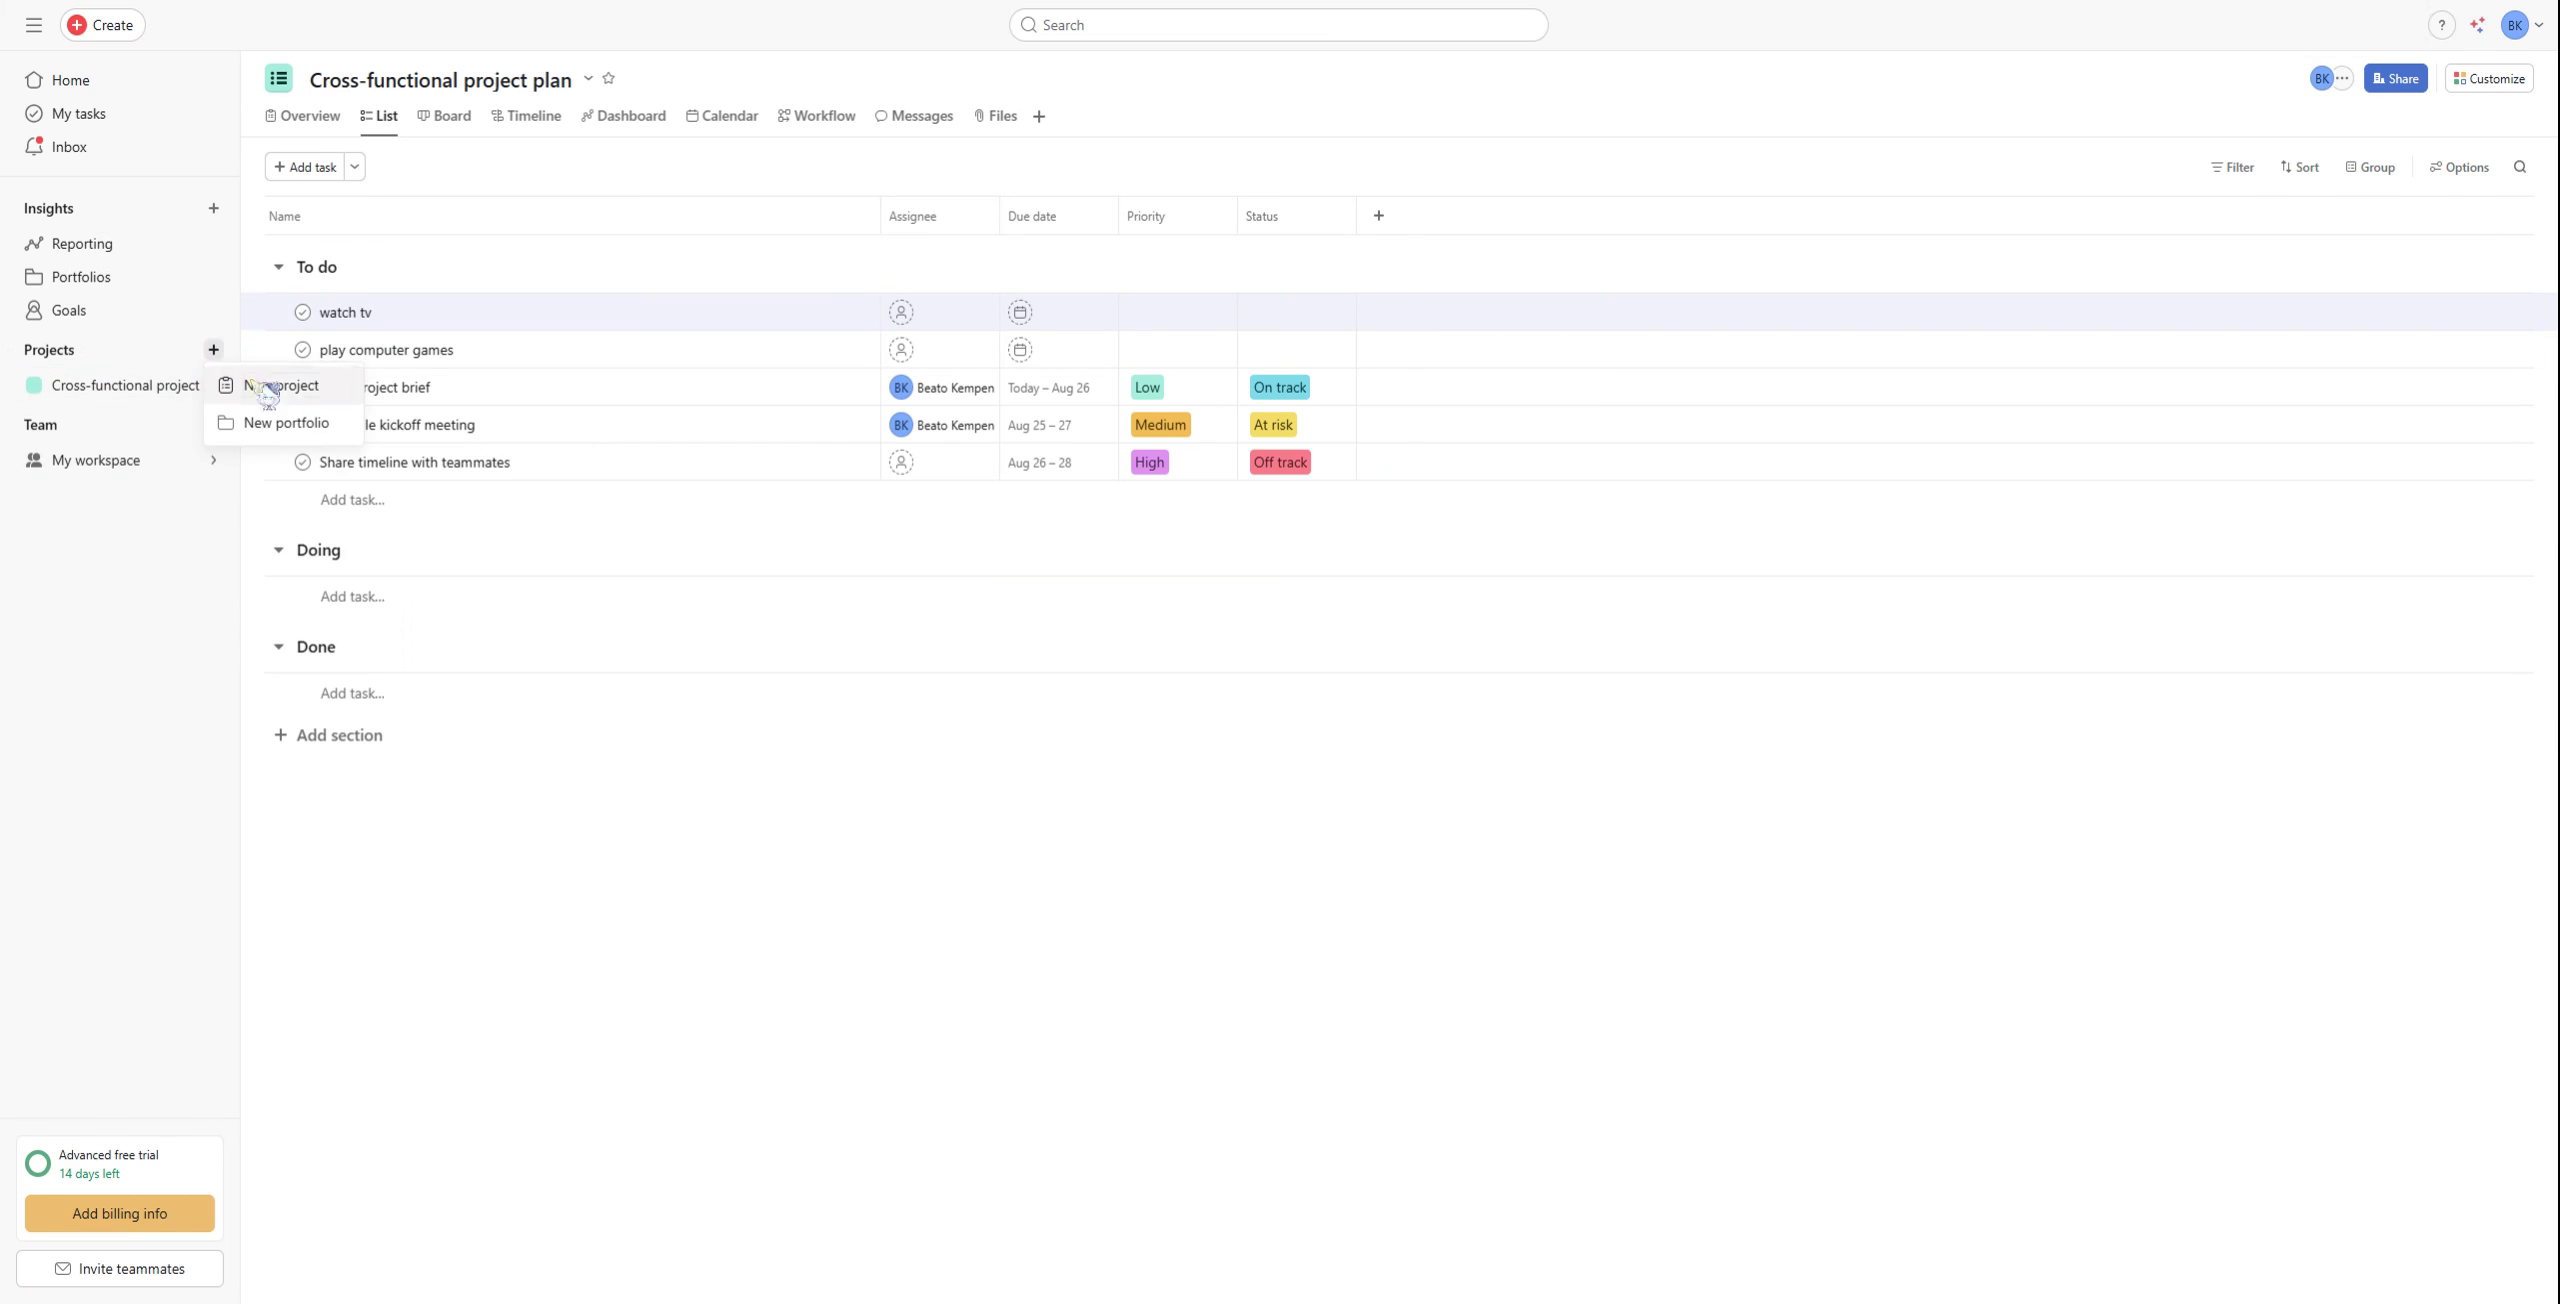 Create
Search
?
BK
Home
My tasks
Inbox
Insights
Reporting
Portfolios
Goals
Projects
Cross-functional project
Team
My workspace
New portfolio
Cross-functional project plan
BK
Share
Customize
Overview
List
Board
Timeline
Dashboard
Calendar
Workflow
Messages
Files
Add task
Filter
Sort
Group
Options
Name
Assignee
Due date
Priority
Status
To do
watch tv
play computer games
project
roject brief
BK Beato Kempen
Today – Aug 26
Low
On track
le kickoff meeting
BK Beato Kempen
Aug 25 – 27
Medium
At risk
Share timeline with teammates
Aug 26 – 28
High
Off track
Add task...
Doing
Add task...
Done
Add task...
Add section
Advanced free trial
14 days left
Add billing info
Invite teammates